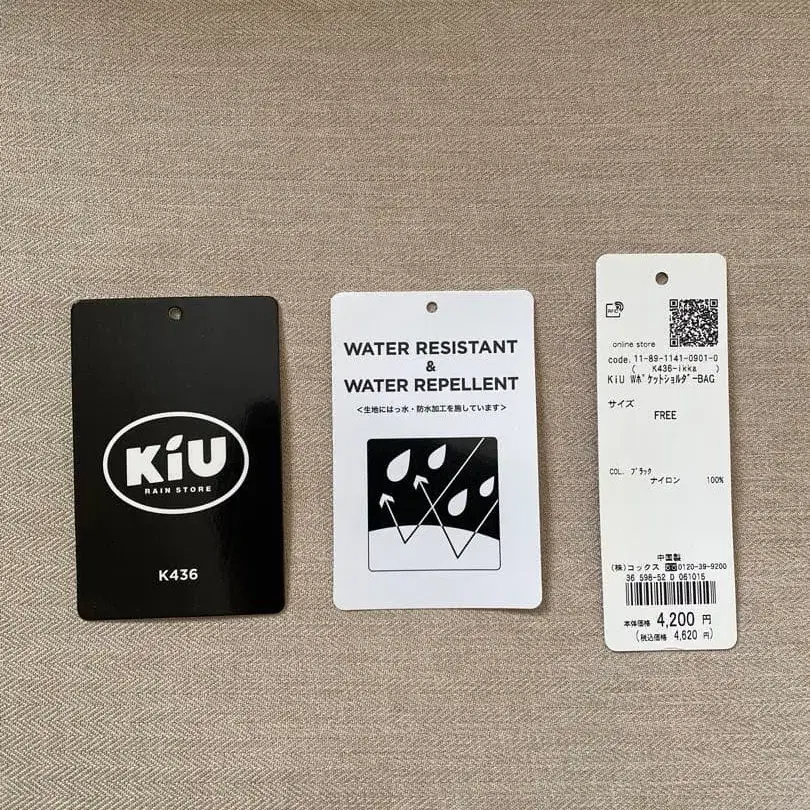 KiU
RAIN STORE
K436
WATER RESISTANT
&
WATER REPELLENT
<生地にはっ水・防水加工を施しています>
online store
code. 11-89-1141-0901-0
( K436-ikka )
KiU WﾎﾟｹｯﾄｼｮﾙﾀﾞｰBAG
サイズ
FREE
COL. ﾌﾞﾗｯｸ
ナイロン 100%
中国製
(株)コックス 0120-39-9200
36 598-52 D 061015
本体価格 4,200 円
(税込価格 4,620 円)